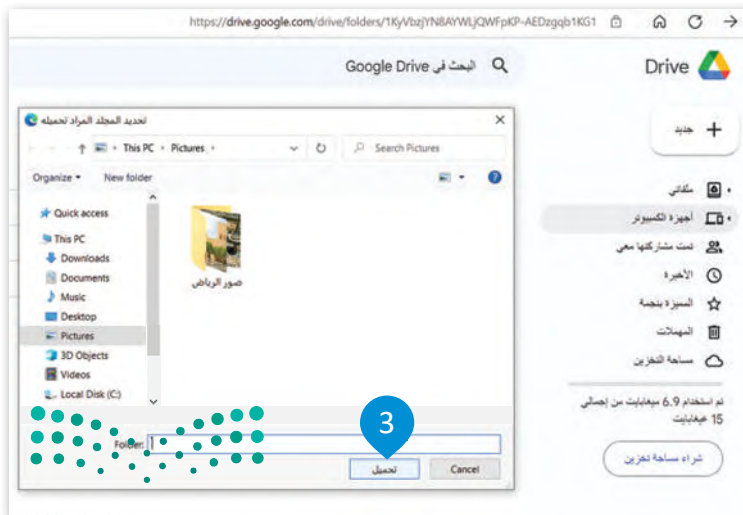 https://drive.google.com/drive/folders/1KyVbzjYN8AYWLjQWFpKP-AEDzgqb1KG1
Drive
البحث في Google Drive
جديد
ملفاتي
أجهزة الكمبيوتر
تمت مشاركتها معي
الأخيرة
المميزة بنجمة
المهملات
مساحة التخزين
تم استخدام 6.9 ميغابايت من إجمالي
15 غيغابايت
شراء مساحة تخزين
تحديد المجلد المراد تحميله
This PC
Pictures
Search Pictures
Organize
New folder
Quick access
This PC
Downloads
Documents
Music
Desktop
Pictures
3D Objects
Videos
Local Disk (C:)
صور الرياض
3
Folder:
تحميل
Cancel